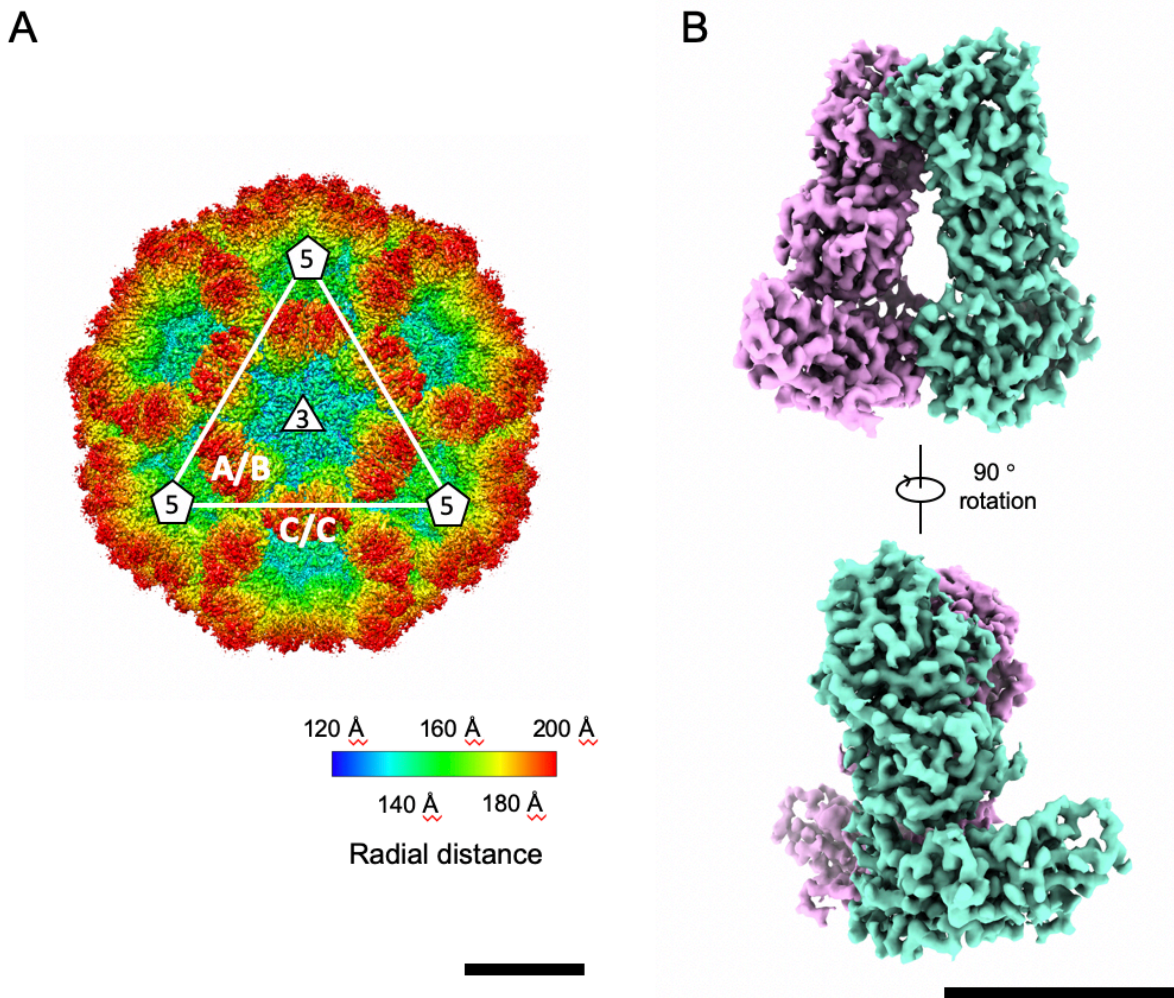 A
B
5
3
A/B
5
5
C/C
90 °
rotation
120 Å
160 Å
200 Å
140 Å
180 Å
Radial distance